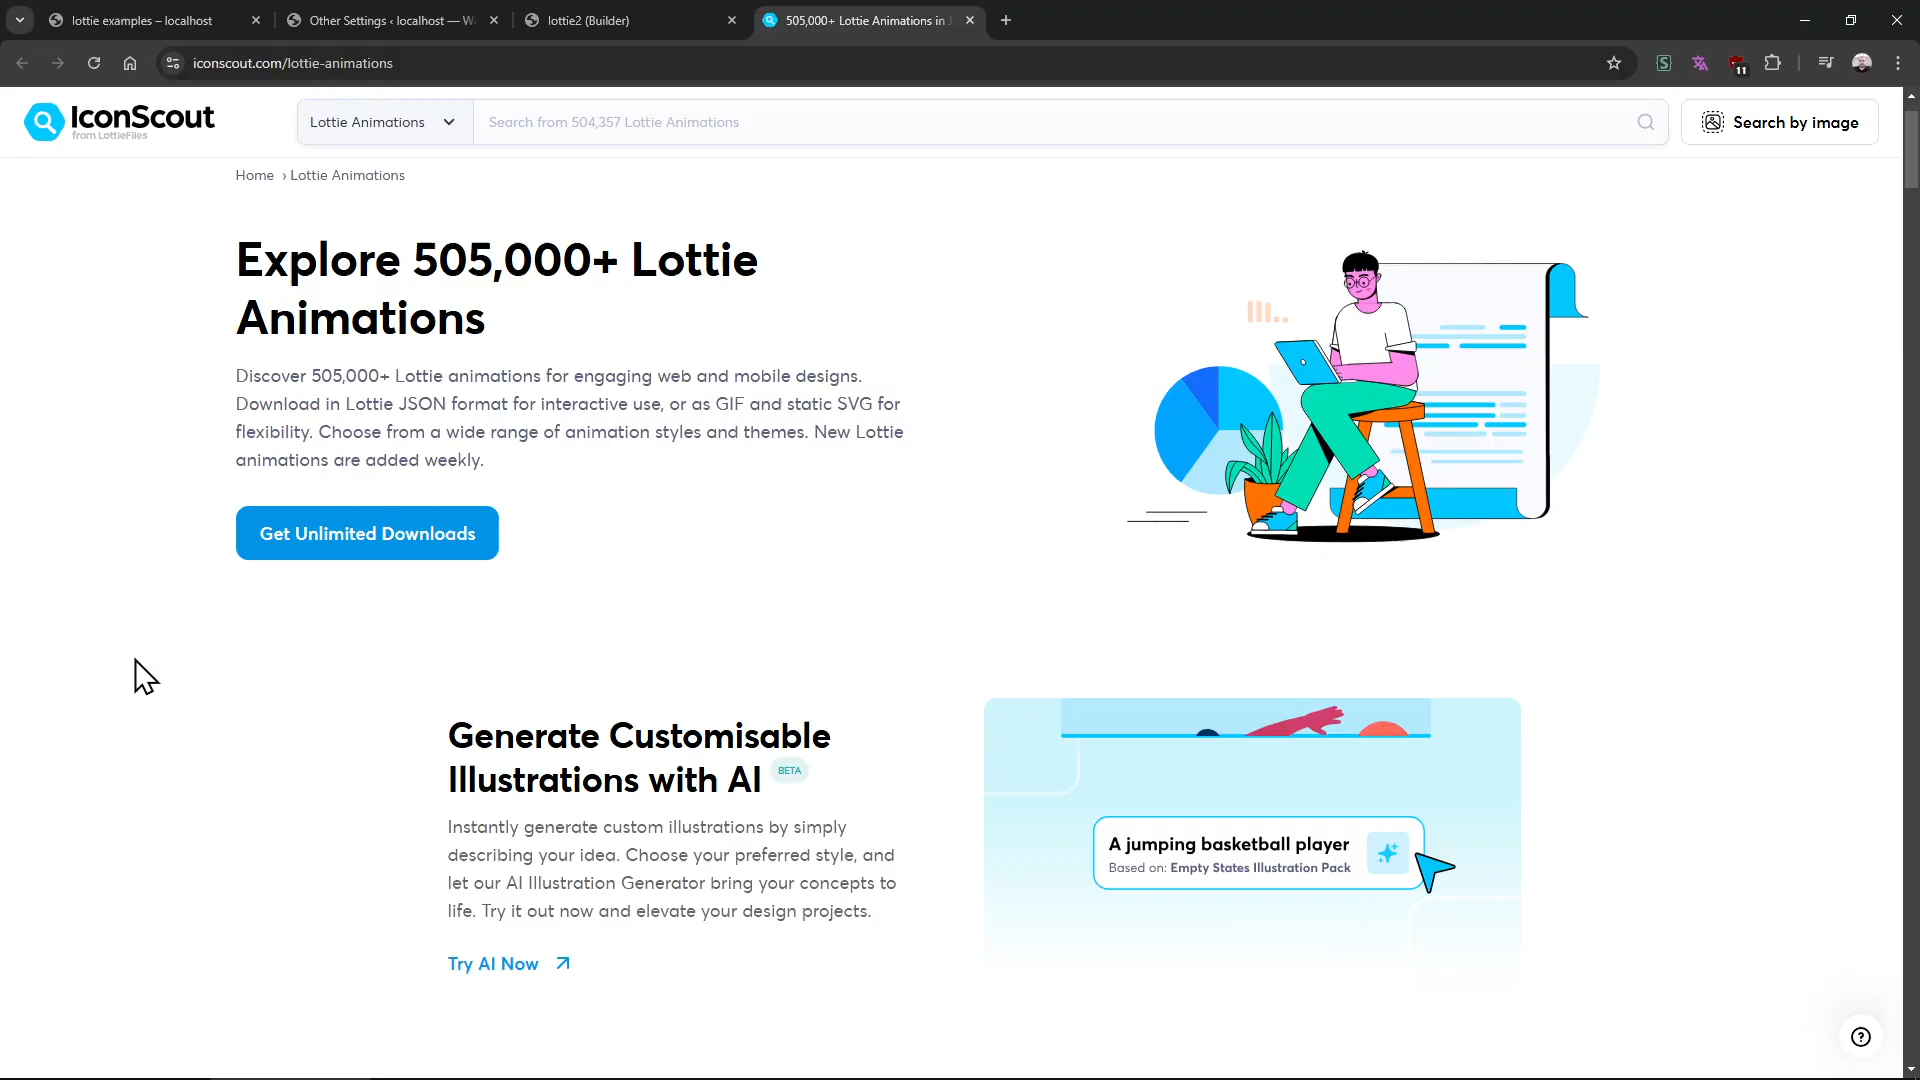 lottie examples – localhost
Other Settings ‹ localhost — W
lottie2 (Builder)
505,000+ Lottie Animations in J
iconscout.com/lottie-animations
11
IconScout
from LottieFiles
Lottie Animations
Search from 504,357 Lottie Animations
Search by image
Home › Lottie Animations
Explore 505,000+ Lottie
Animations
Discover 505,000+ Lottie animations for engaging web and mobile designs.
Download in Lottie JSON format for interactive use, or as GIF and static SVG for
flexibility. Choose from a wide range of animation styles and themes. New Lottie
animations are added weekly.
Get Unlimited Downloads
Generate Customisable
Illustrations with AI BETA
Instantly generate custom illustrations by simply
describing your idea. Choose your preferred style, and
let our AI Illustration Generator bring your concepts to
life. Try it out now and elevate your design projects.
Try AI Now
A jumping basketball player
Based on: Empty States Illustration Pack